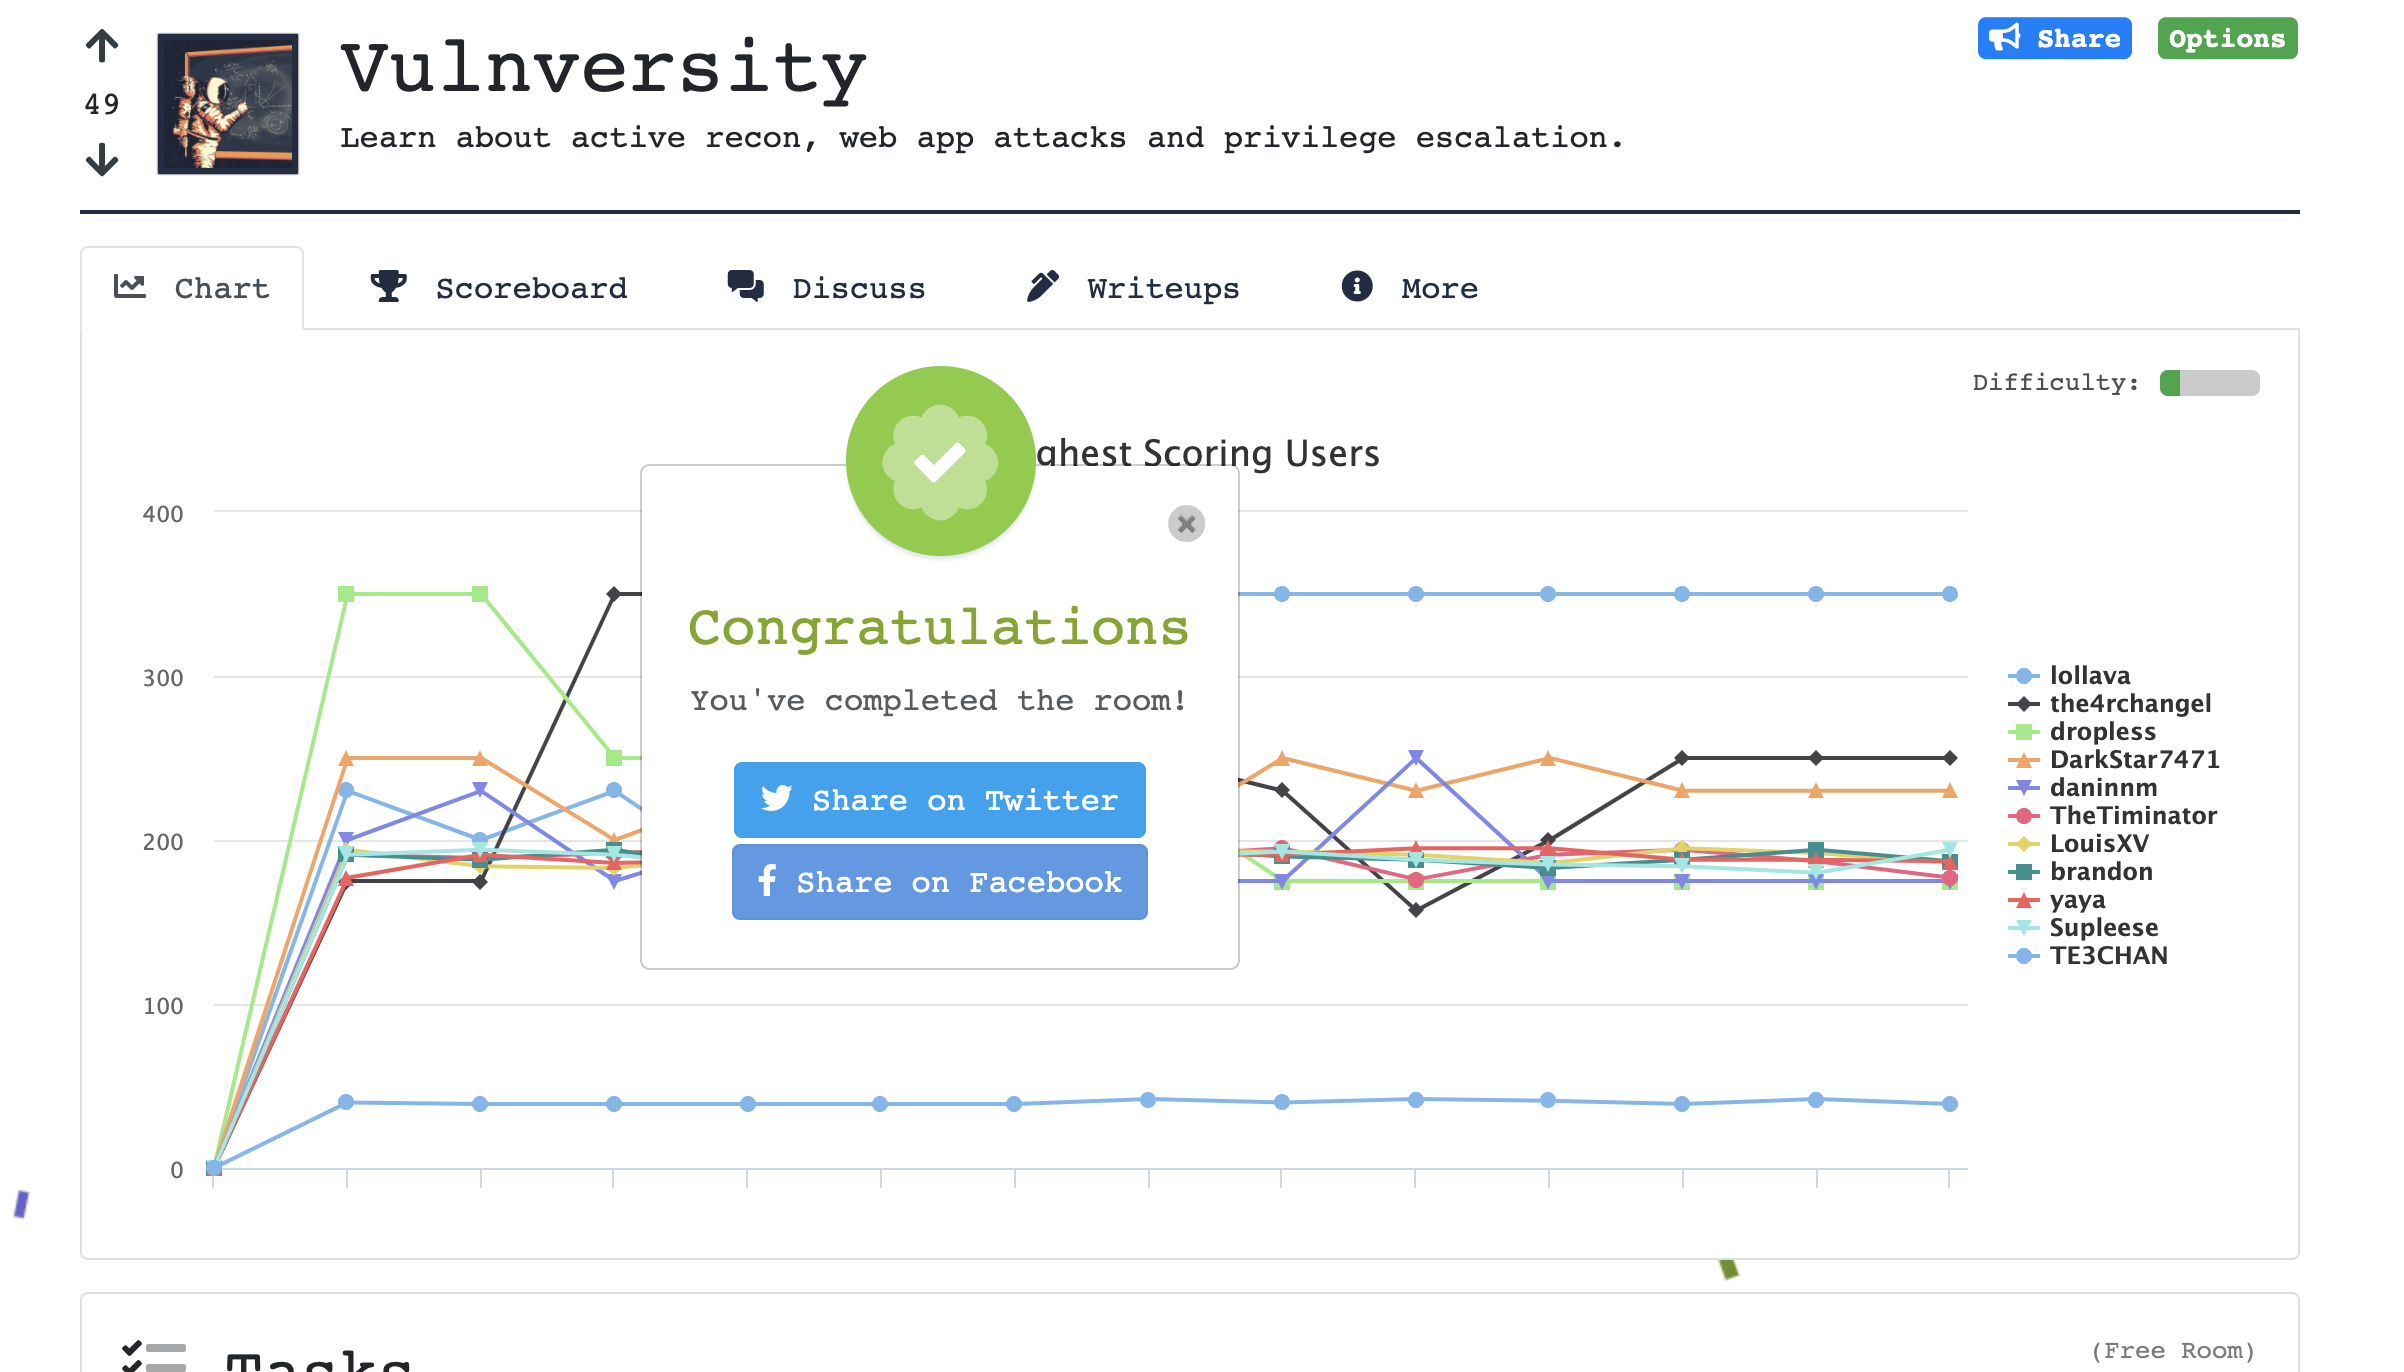 Vulnversity
Share
Options
49
Learn about active recon, web app attacks and privilege escalation.
Chart
Scoreboard
Discuss
Writeups
More
Difficulty:
Scoring Users
400
300
200
100
0
Congratulations
You've completed the room!
Share on Twitter
Share on Facebook
lollava
the4rchangel
dropless
DarkStar7471
daninnm
TheTiminator
LouisXV
brandon
yaya
Supleese
TE3CHAN
Tasks
(Free Room)